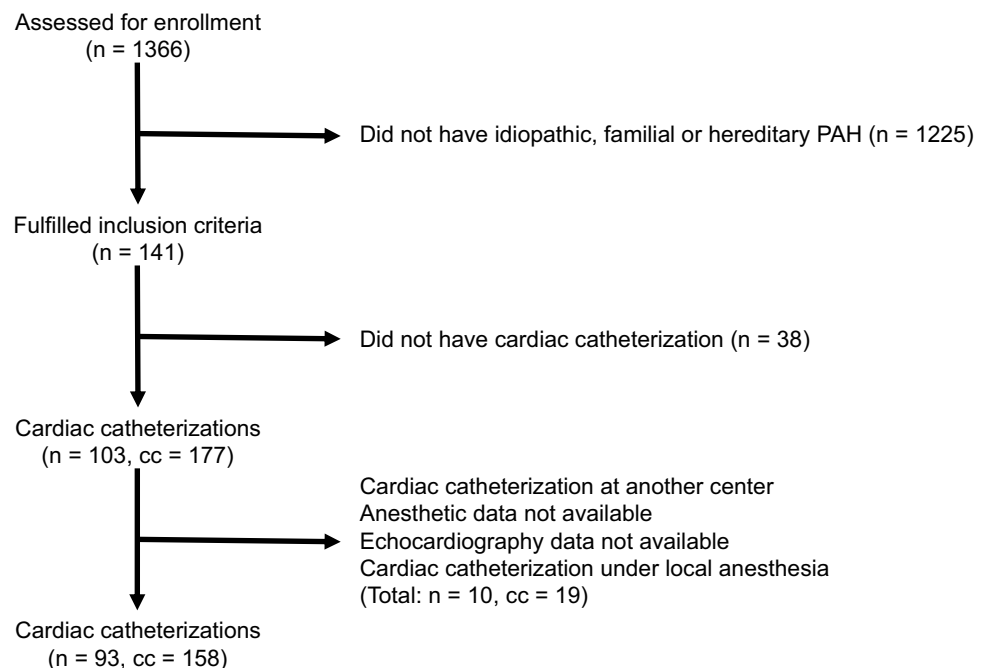 Assessed for enrollment
(n = 1366)
Did not have idiopathic, familial or hereditary PAH (n = 1225)
Fulfilled inclusion criteria
(n = 141)
Did not have cardiac catheterization (n = 38)
Cardiac catheterizations
(n = 103, cc = 177)
Cardiac catheterization at another center
Anesthetic data not available
Echocardiography data not available
Cardiac catheterization under local anesthesia
(Total: n = 10, cc = 19)
Cardiac catheterizations
(n = 93, cc = 158)